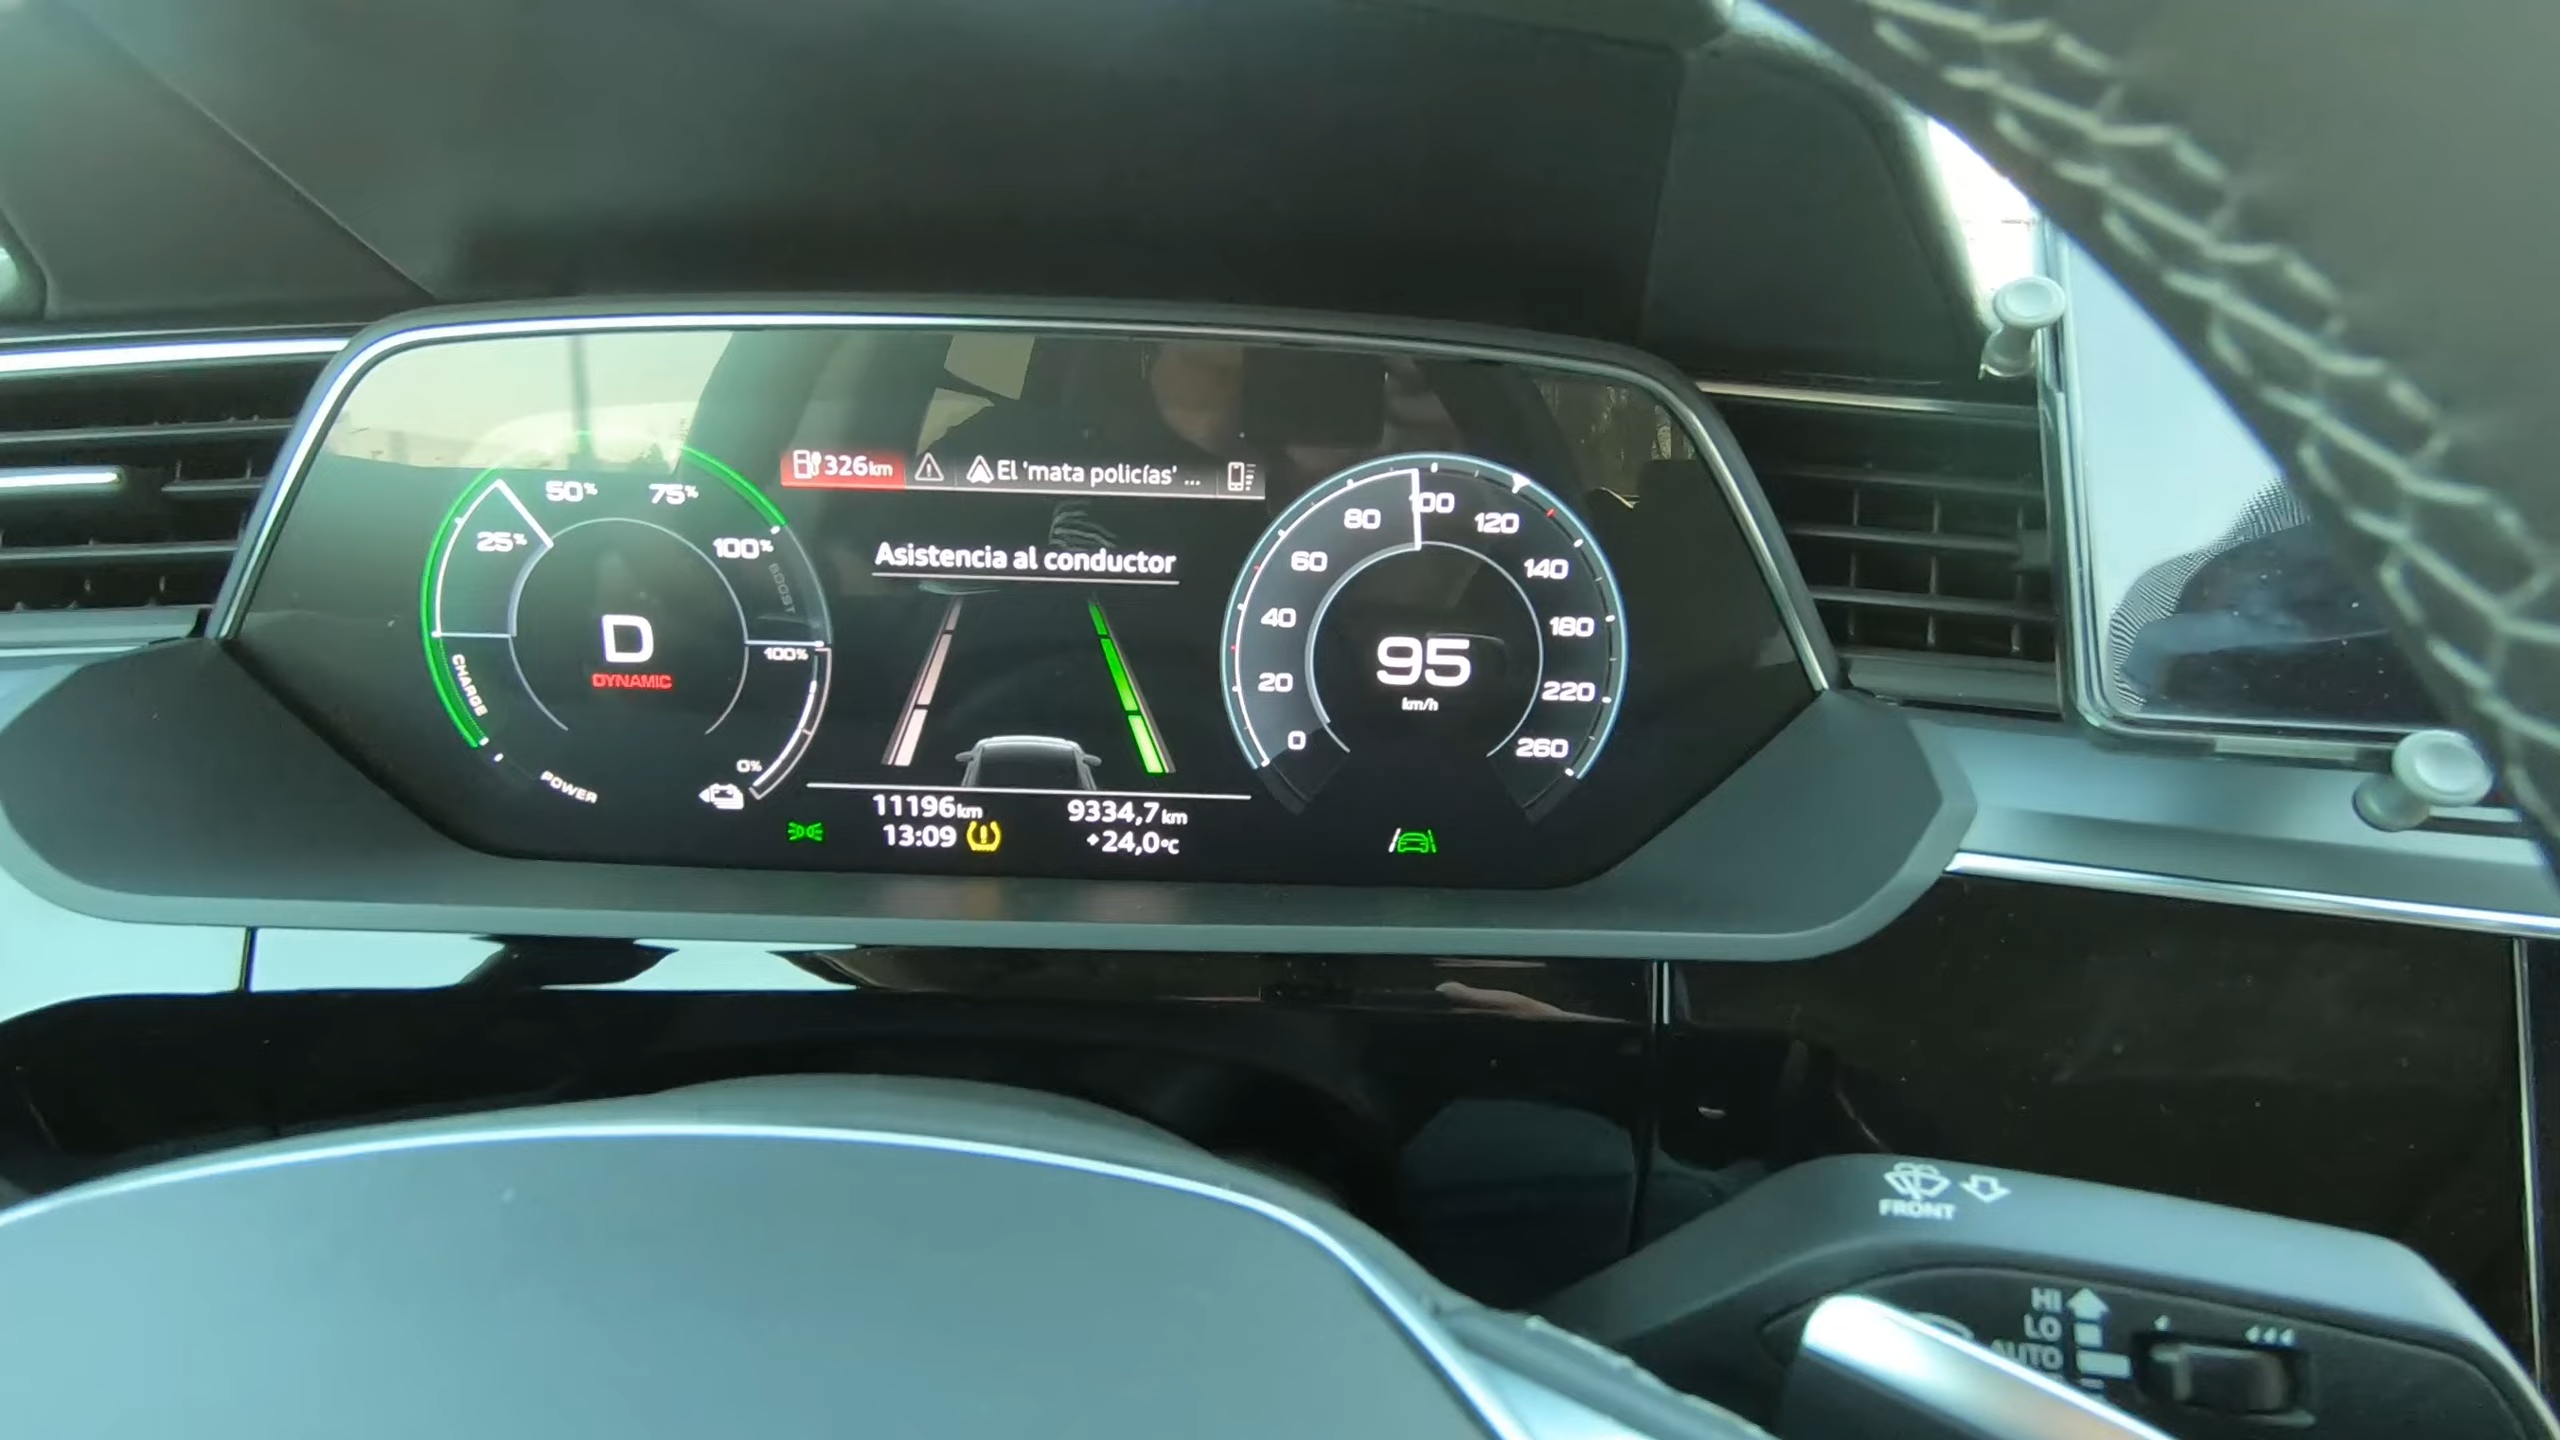 326km El 'mata policías' ...
Asistencia al conductor
25% 50% 75% 100%
BOOST
D
DYNAMIC
CHARGE
POWER
100%
0%
0 20 40 60 80 100 120 140 180 220 260
95
km/h
11196km 9334,7km
13:09 +24,0°C
FRONT
HI
LO
AUTO